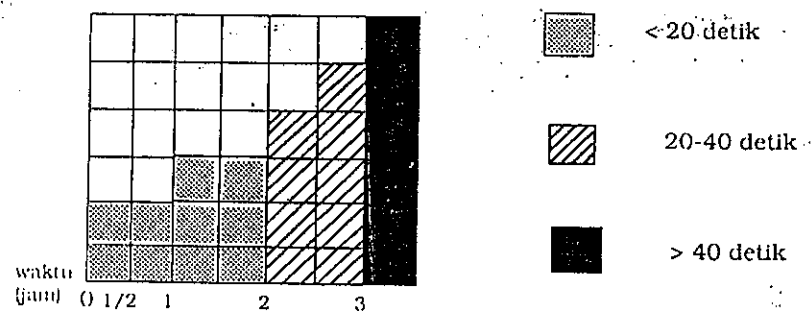 < 20 detik
20-40 detik
> 40 detik
waktu
(jam) 0 1/2 1 2 3